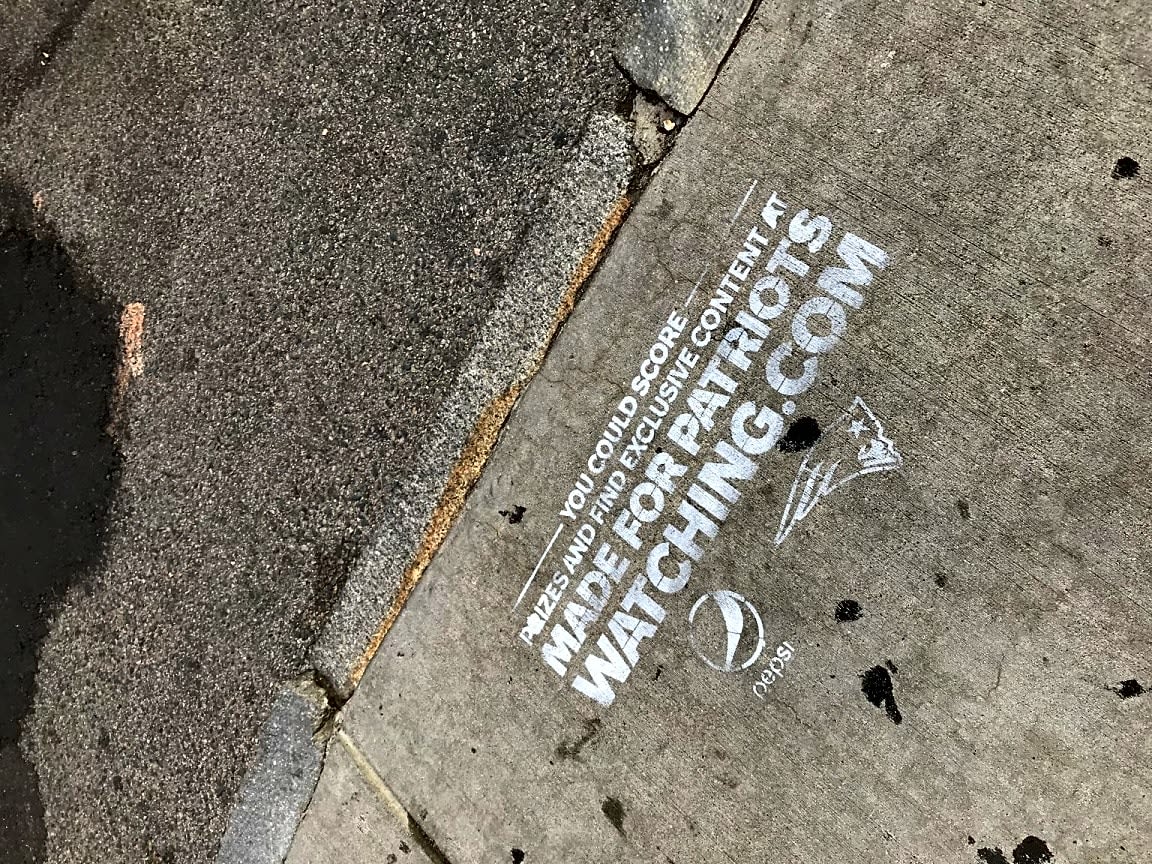 YOU COULD SCORE
PRIZES AND FIND EXCLUSIVE CONTENT AT
MADE FOR PATRIOTS
WATCHING.COM
pepsi